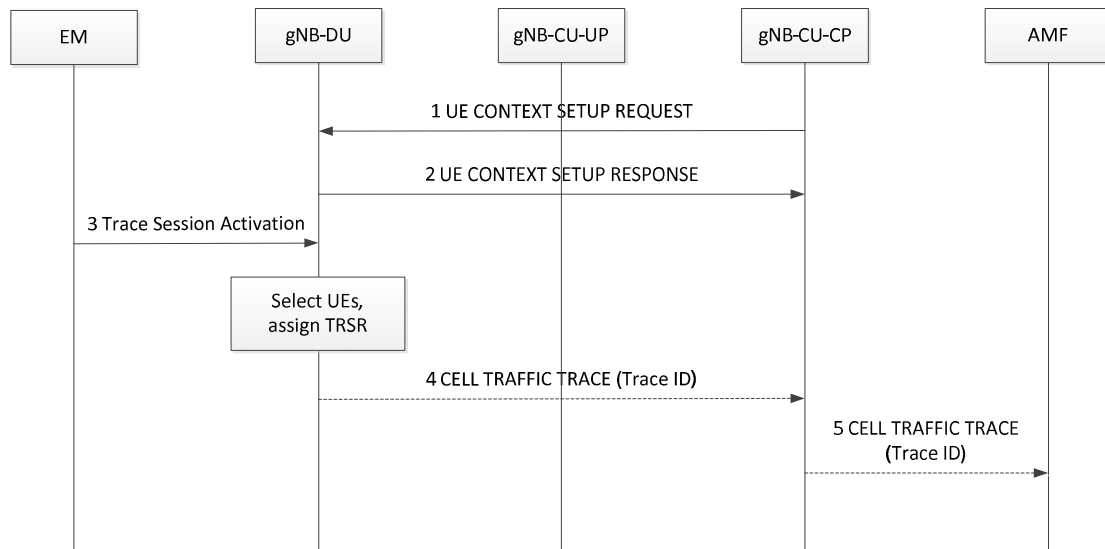 EM
gNB-DU
gNB-CU-UP
gNB-CU-CP
AMF
1 UE CONTEXT SETUP REQUEST
2 UE CONTEXT SETUP RESPONSE
3 Trace Session Activation
Select UEs,
assign TRSR
4 CELL TRAFFIC TRACE (Trace ID)
5 CELL TRAFFIC TRACE
(Trace ID)